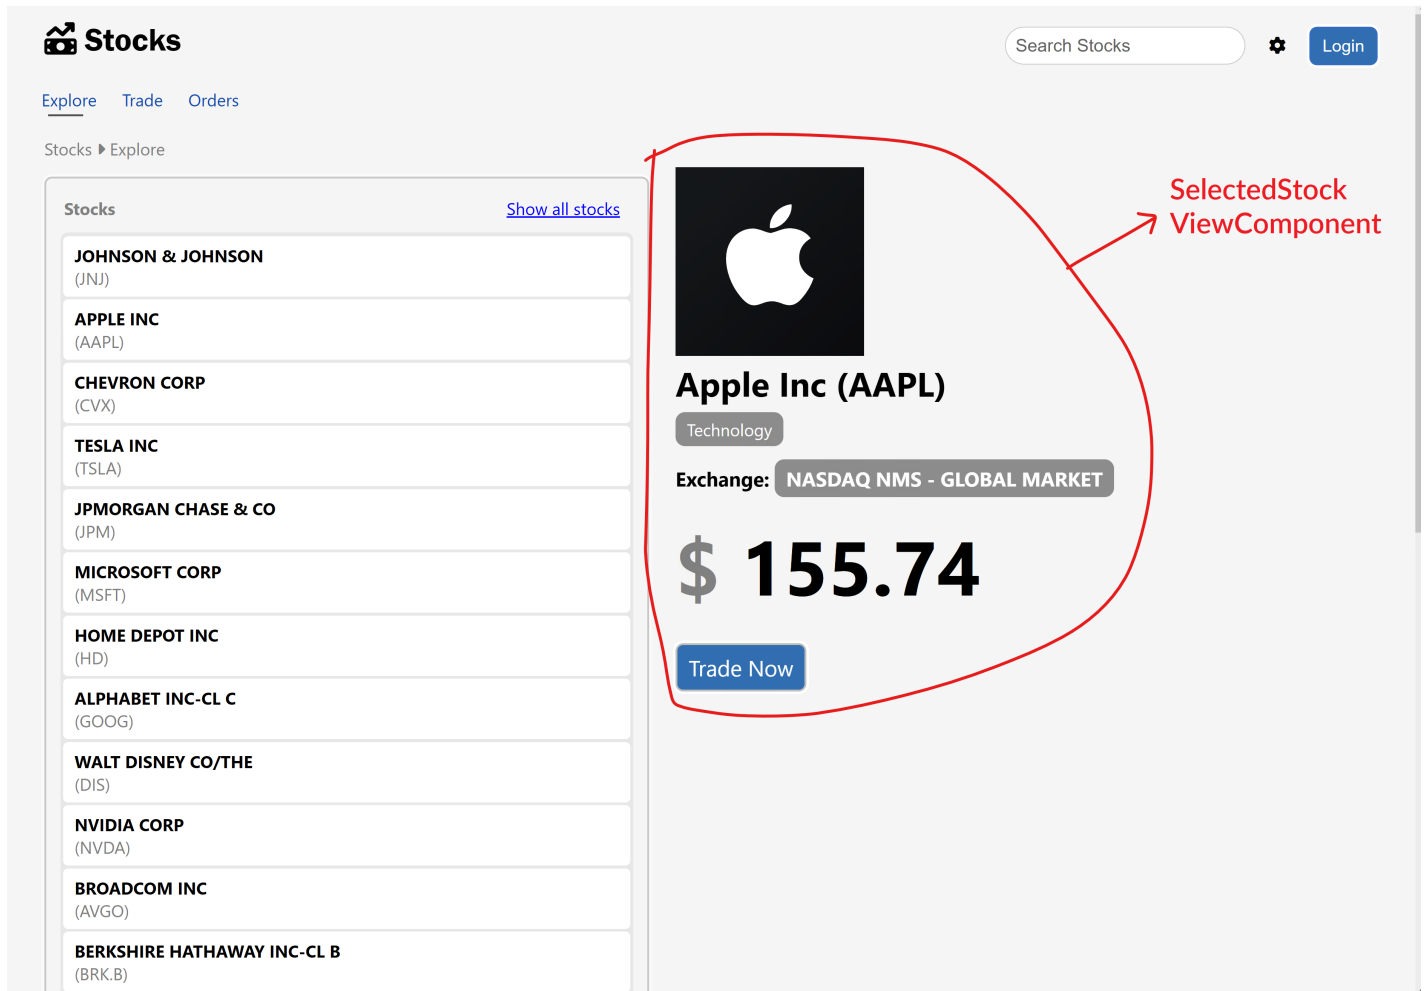 Stocks
Search Stocks
Login
Explore Trade Orders
Stocks Explore
Stocks
Show all stocks
JOHNSON & JOHNSON
(JNJ)
APPLE INC
(AAPL)
CHEVRON CORP
(CVX)
TESLA INC
(TSLA)
JPMORGAN CHASE & CO
(JPM)
MICROSOFT CORP
(MSFT)
HOME DEPOT INC
(HD)
ALPHABET INC-CL C
(GOOG)
WALT DISNEY CO/THE
(DIS)
NVIDIA CORP
(NVDA)
BROADCOM INC
(AVGO)
BERKSHIRE HATHAWAY INC-CL B
(BRK.B)
Apple Inc (AAPL)
Technology
Exchange: NASDAQ NMS - GLOBAL MARKET
$ 155.74
Trade Now
SelectedStock
ViewComponent